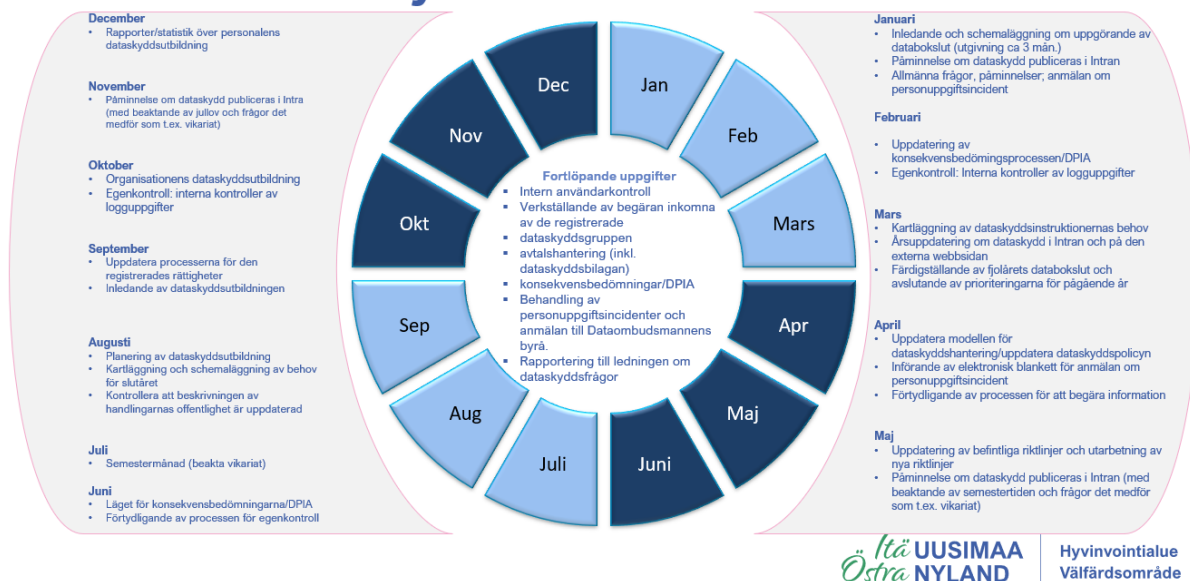 December
• Rapporter/statistik över personalens
dataskyddsutbildning
November
• Påminnelse om dataskydd publiceras i Intra
(med beaktande av jullov och frågor det
medför som t.ex. vikariat)
Oktober
• Organisationens dataskyddsutbildning
• Egenkontroll: interna kontroller av
logguppgifter
September
• Uppdatera processerna för den
registrerades rättigheter
• Inledande av dataskyddsutbildningen
Augusti
• Planering av dataskyddsutbildning
• Kartläggning och schemaläggning av behov
för slutåret
• Kontrollera att beskrivningen av
handlingarnas offentlighet är uppdaterad
Juli
• Semestermånad (beakta vikariat)
Juni
• Läget för konsekvensbedömningarna/DPIA
• Förtydligande av processen för egenkontroll
Dec
Jan
Nov
Feb
Okt
Mars
Sep
Apr
Aug
Maj
Juli
Juni
Fortlöpande uppgifter
▪ Intern användarkontroll
▪ Verkställande av begäran inkomna
av de registrerade
▪ dataskyddsgruppen
▪ avtalshantering (inkl.
dataskyddsbilagan)
▪ konsekvensbedömningar/DPIA
▪ Behandling av
personuppgiftsincidenter och
anmälan till Dataombudsmannens
byrå.
▪ Rapportering till ledningen om
dataskyddsfrågor
Januari
• Inledande och schemaläggning om uppgörande av
databokslut (utgivning ca 3 mån.)
• Påminnelse om dataskydd publiceras i Intran
• Allmänna frågor, påminnelser; anmälan om
personuppgiftsincident
Februari
• Uppdatering av
konsekvensbedömingsprocessen/DPIA
• Egenkontroll: Interna kontroller av logguppgifter
Mars
• Kartläggning av dataskyddsinstruktionernas behov
• Årsuppdatering om dataskydd i Intran och på den
externa webbsidan
• Färdigställande av fjolårets databokslut och
avslutande av prioriteringarna för pågående år
April
• Uppdatera modellen för
dataskyddshantering/uppdatera dataskyddspolicyn
• Införande av elektronisk blankett för anmälan om
personuppgiftsincident
• Förtydligande av processen för att begära information
Maj
• Uppdatering av befintliga riktlinjer och utarbetning av
nya riktlinjer
• Påminnelse om dataskydd publiceras i Intran (med
beaktande av semestertiden och frågor det medför
som t.ex. vikariat)
Itä UUSIMAA
Östra NYLAND
Hyvinvointialue
Välfärdsområde